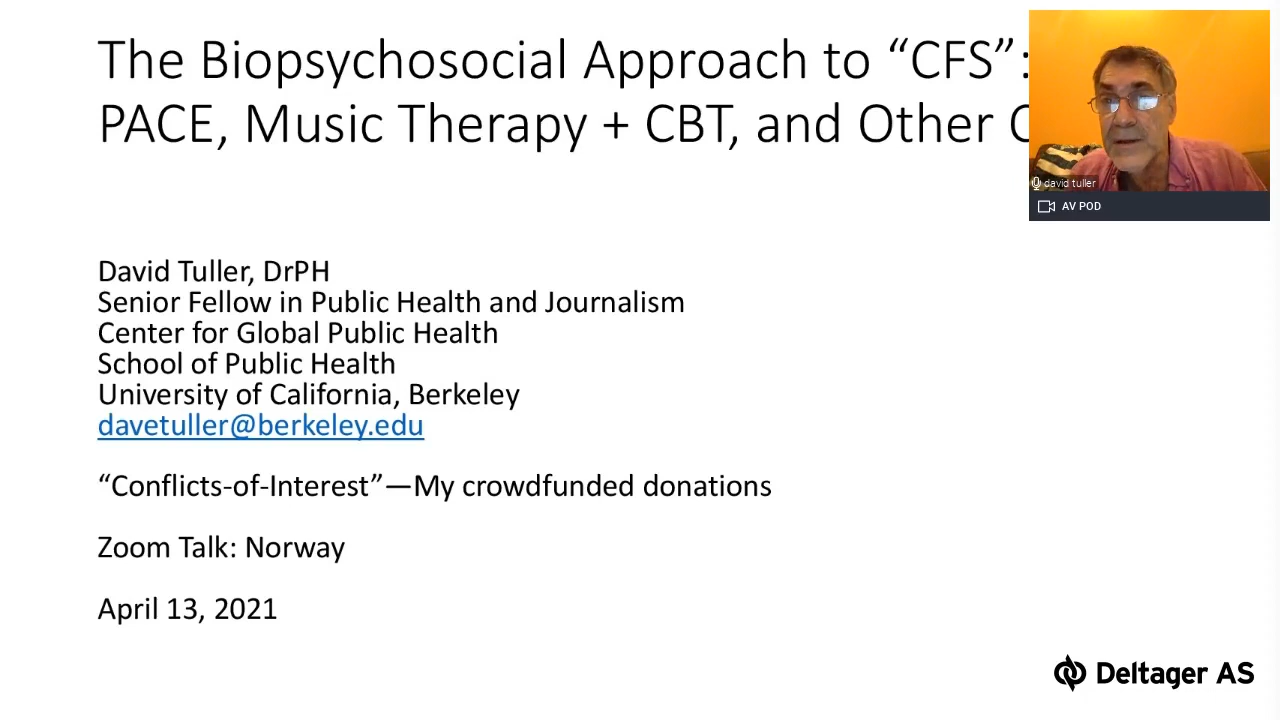 The Biopsychosocial Approach to “CFS”:
PACE, Music Therapy + CBT, and Other
david tuller
AV POD
David Tuller, DrPH
Senior Fellow in Public Health and Journalism
Center for Global Public Health
School of Public Health
University of California, Berkeley
davetuller@berkeley.edu
“Conflicts-of-Interest”—My crowdfunded donations
Zoom Talk: Norway
April 13, 2021
Deltager AS